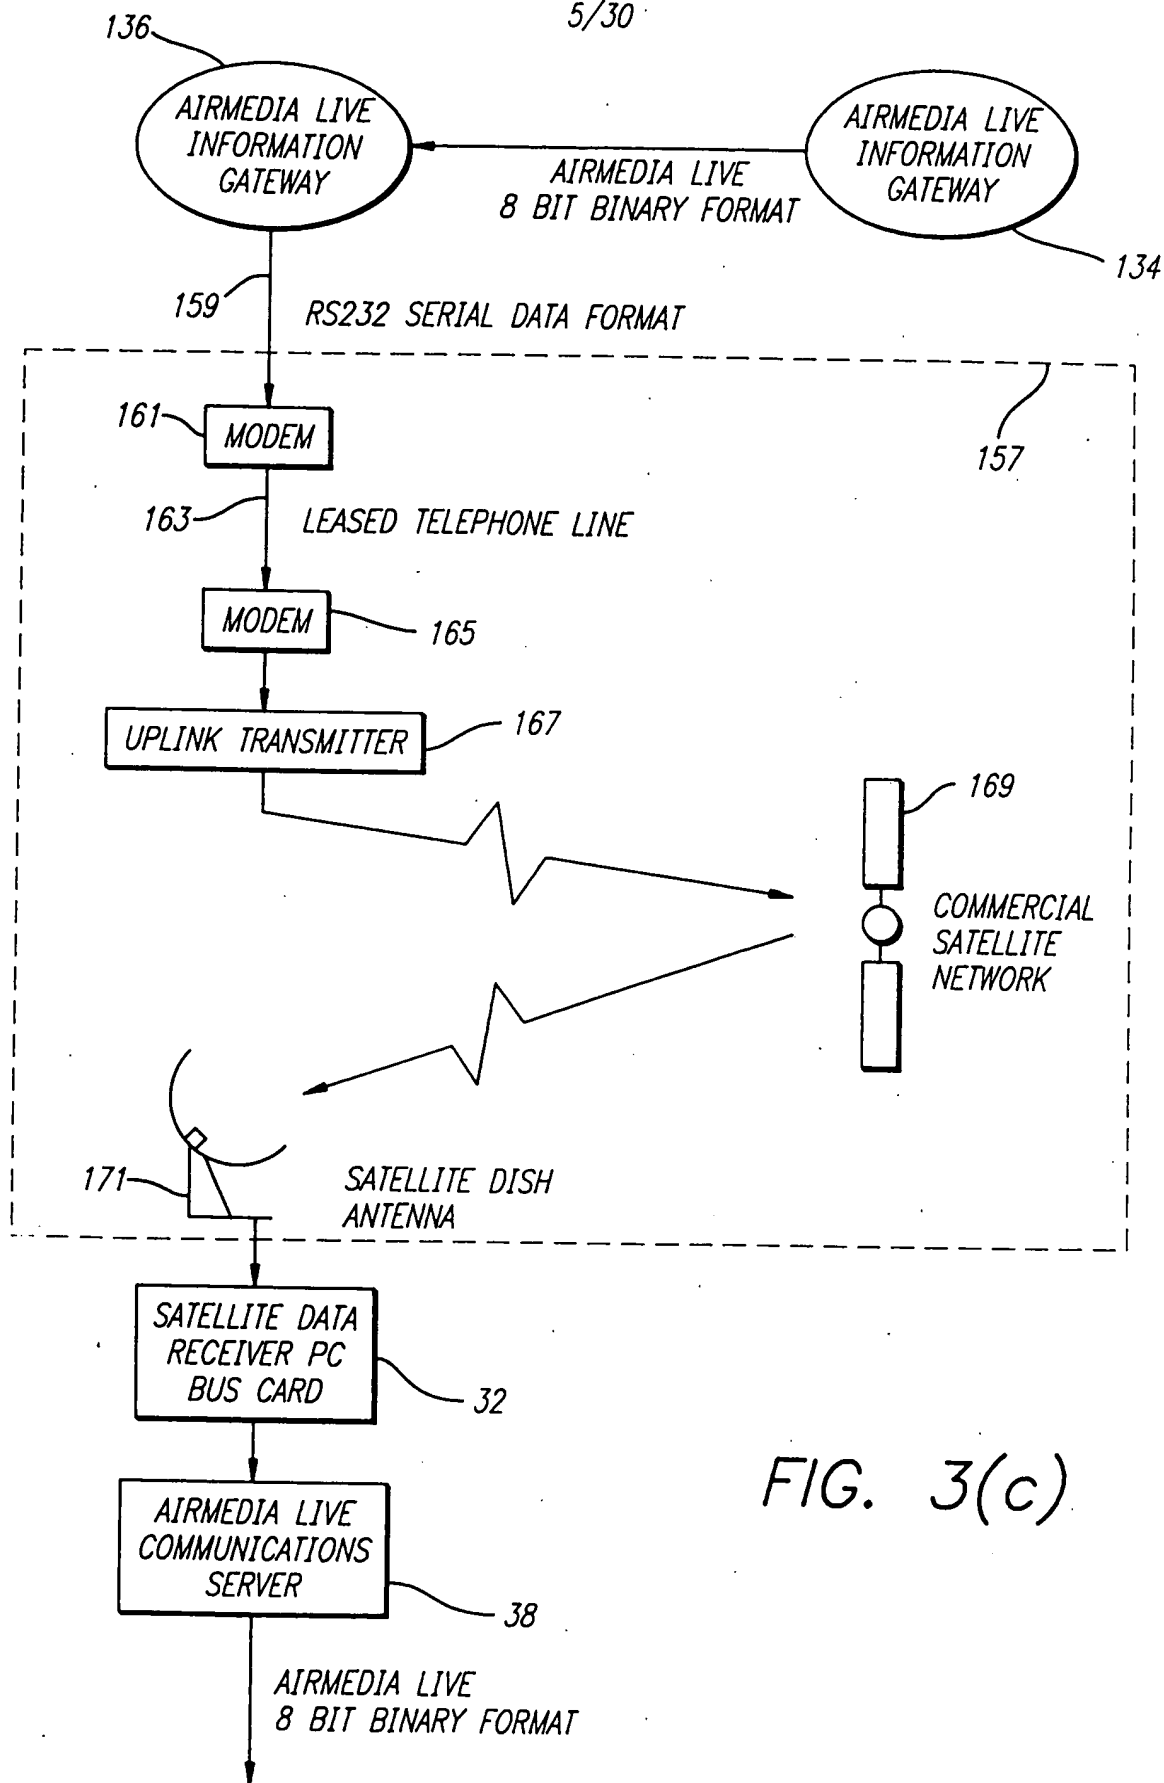 5/30
136
AIRMEDIA LIVE
INFORMATION
GATEWAY
AIRMEDIA LIVE
8 BIT BINARY FORMAT
AIRMEDIA LIVE
INFORMATION
GATEWAY
134
159
RS232 SERIAL DATA FORMAT
157
161
MODEM
163
LEASED TELEPHONE LINE
MODEM
165
UPLINK TRANSMITTER
167
169
COMMERCIAL
SATELLITE
NETWORK
171
SATELLITE DISH
ANTENNA
SATELLITE DATA
RECEIVER PC
BUS CARD
32
AIRMEDIA LIVE
COMMUNICATIONS
SERVER
38
AIRMEDIA LIVE
8 BIT BINARY FORMAT
FIG. 3(c)